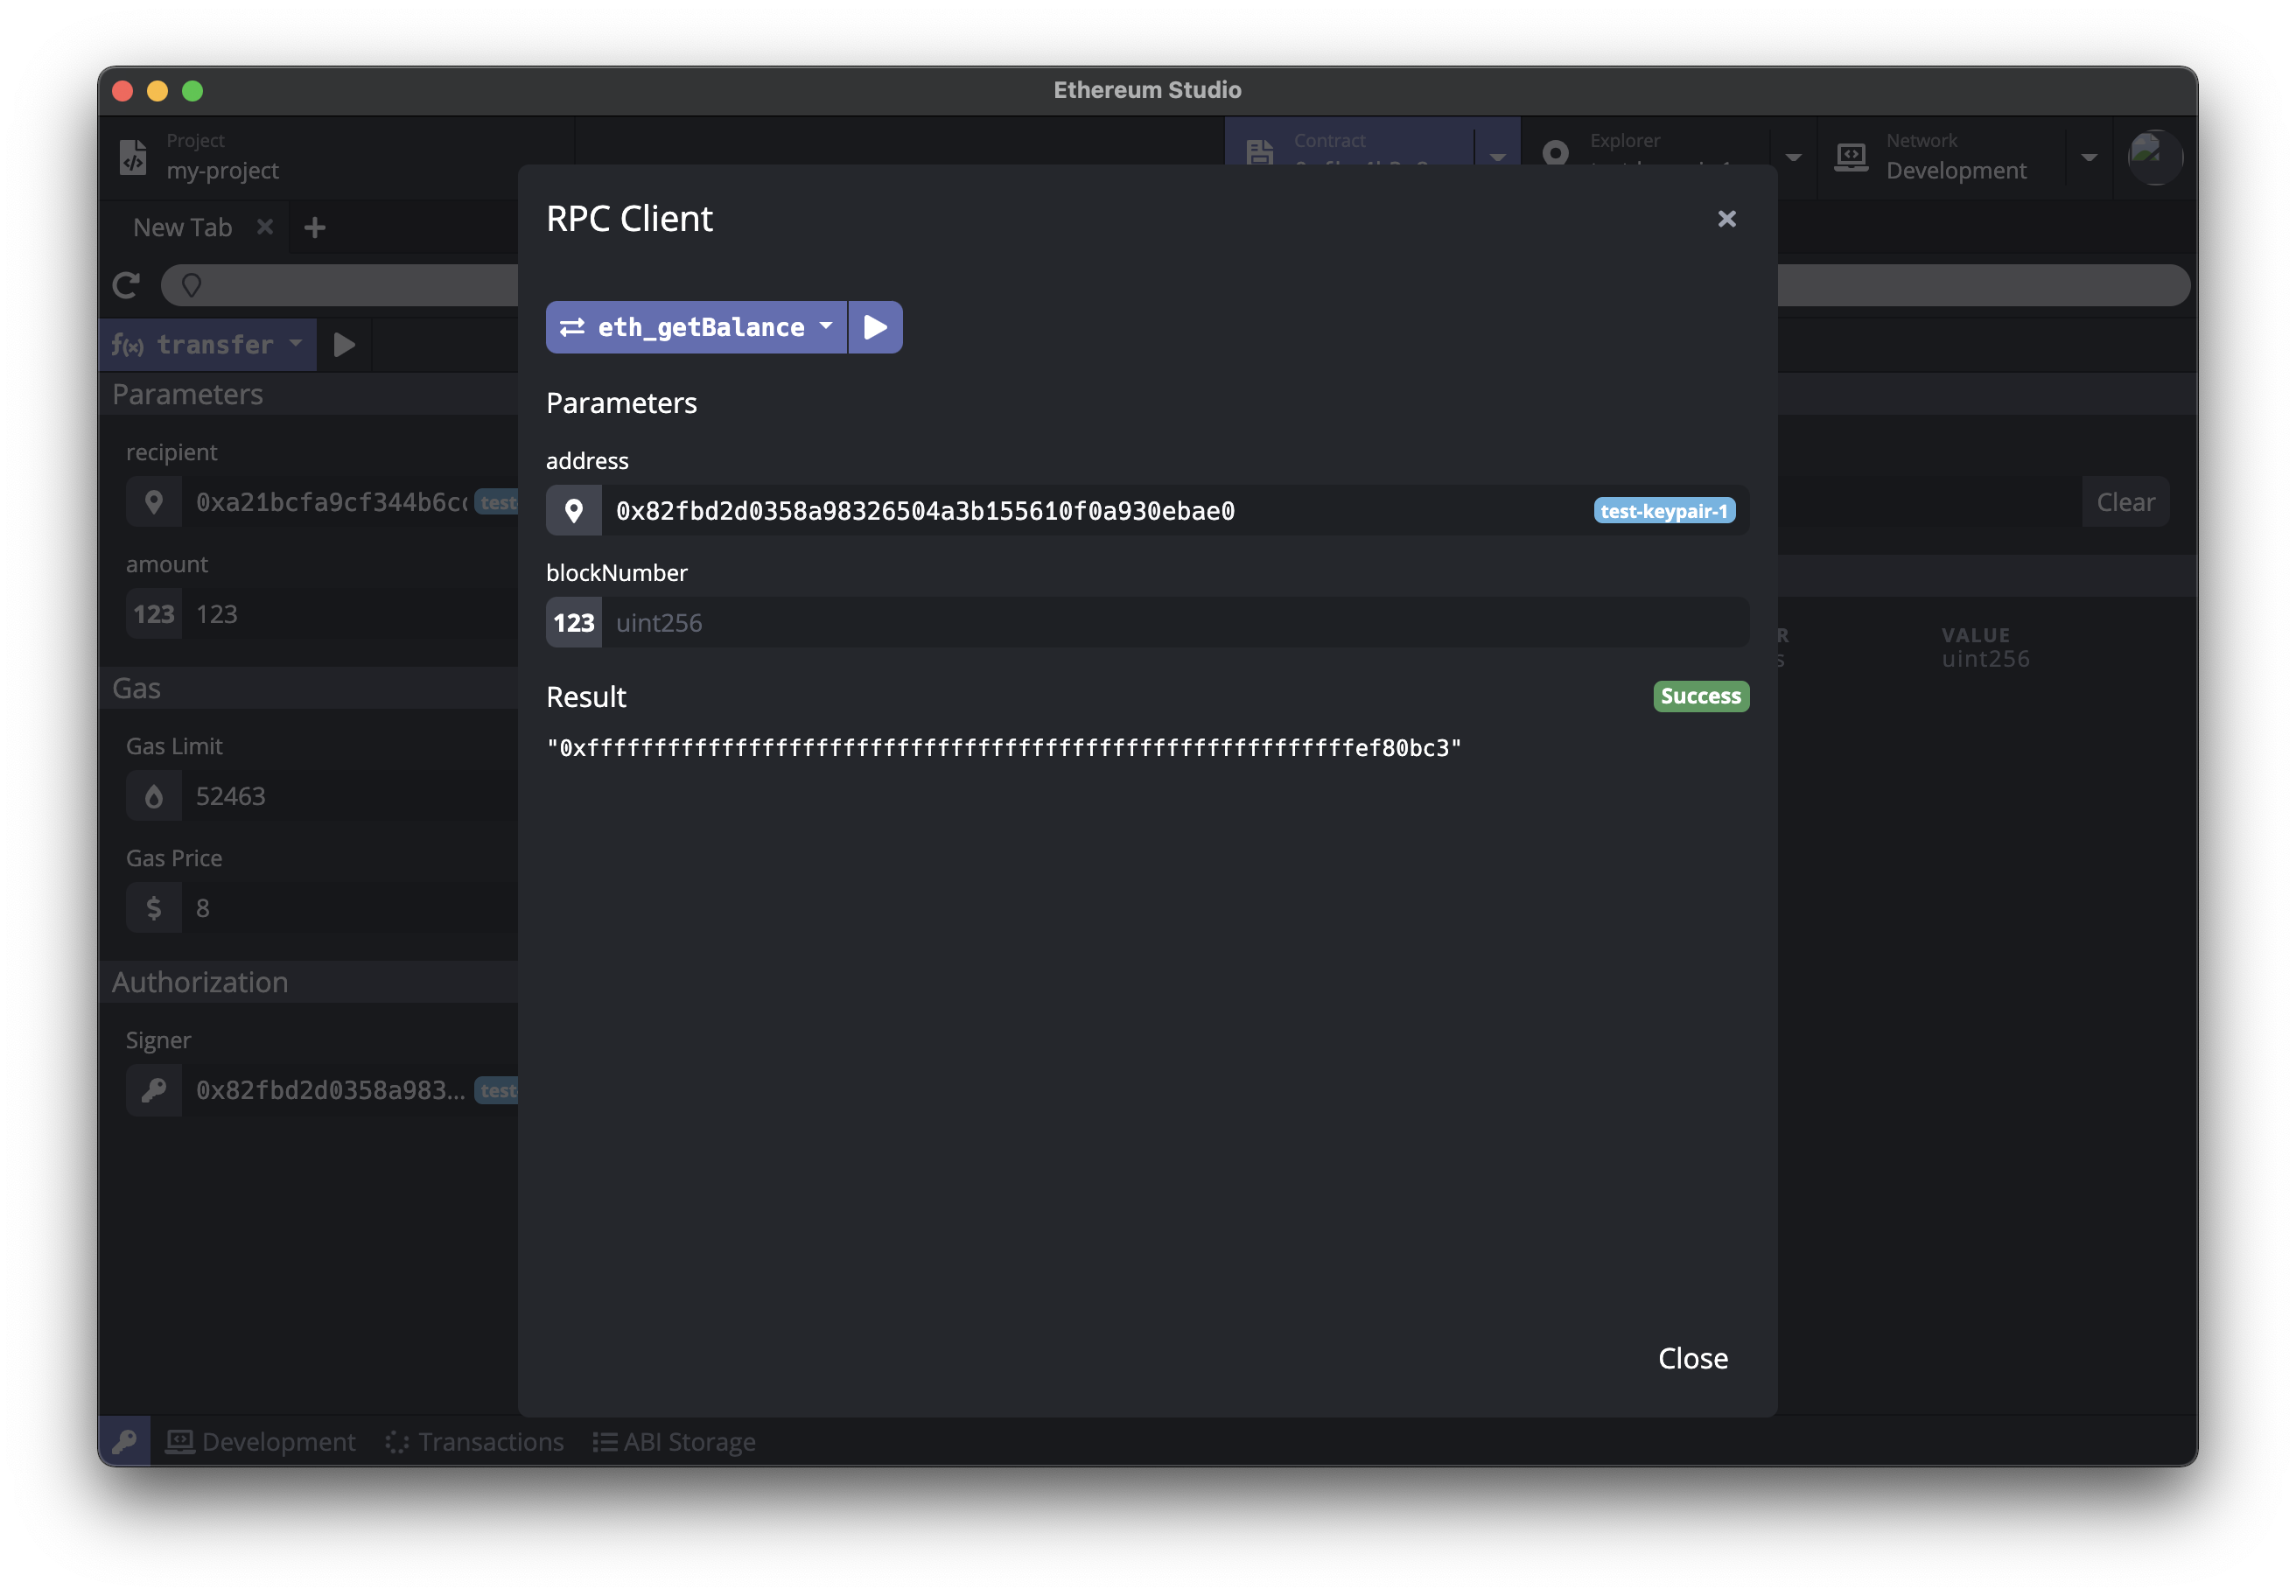 Ethereum Studio
Project
my-project
Contract
Explorer
Network
Development
New Tab
RPC Client
f(x) transfer
eth_getBalance
Parameters
Parameters
recipient
address
0xa21bcfa9cf344b6c
test
0x82fbd2d0358a98326504a3b155610f0a930ebae0
test-keypair-1
Clear
amount
blockNumber
123 123
123 uint256
VALUE
uint256
Gas
Result
Success
Gas Limit
"0xfffffffffffffffffffffffffffffffffffffffffffffffffffffffffef80bc3"
52463
Gas Price
$ 8
Authorization
Signer
0x82fbd2d0358a983...
test
Close
Development
Transactions
ABI Storage